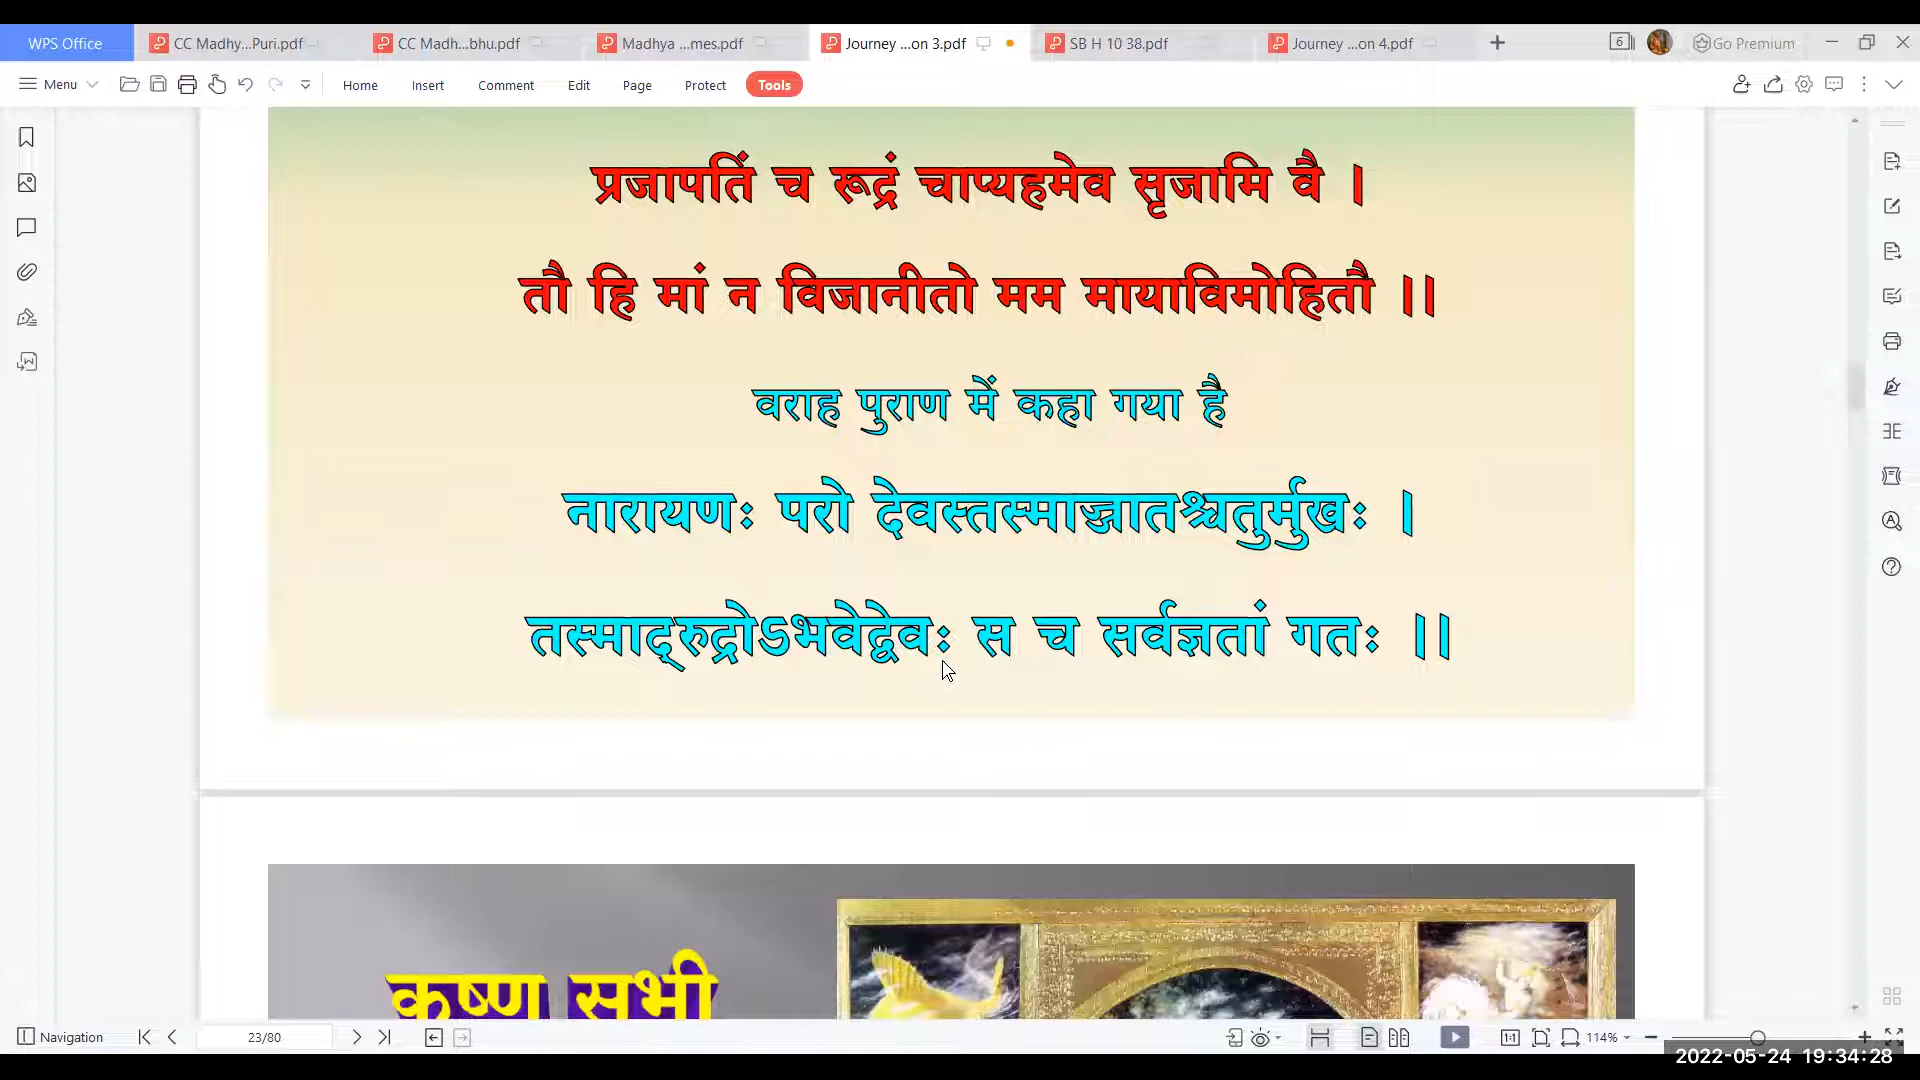 WPS Office
CC Madhy...Puri.pdf
CC Madh...bhu.pdf
Madhya ...mes.pdf
Journey ...on 3.pdf
SB H 10 38.pdf
Journey ...on 4.pdf
6
Go Premium
Menu
Home
Insert
Comment
Edit
Page
Protect
Tools
प्रजापतिं च रूद्रं चाप्यहमेव सृजामि वै ।
तौ हि मां न विजानीतो मम मायाविमोहितौ ।।
वराह पुराण में कहा गया है
नारायणः परो देवस्तस्माज्जातश्चतुर्मुखः ।
तस्माद्रुद्रोऽभवेद्देवः स च सर्वज्ञतां गतः ।।
कृष्ण सभी
Navigation
23/80
1:1
114%
2022-05-24 19:34:28